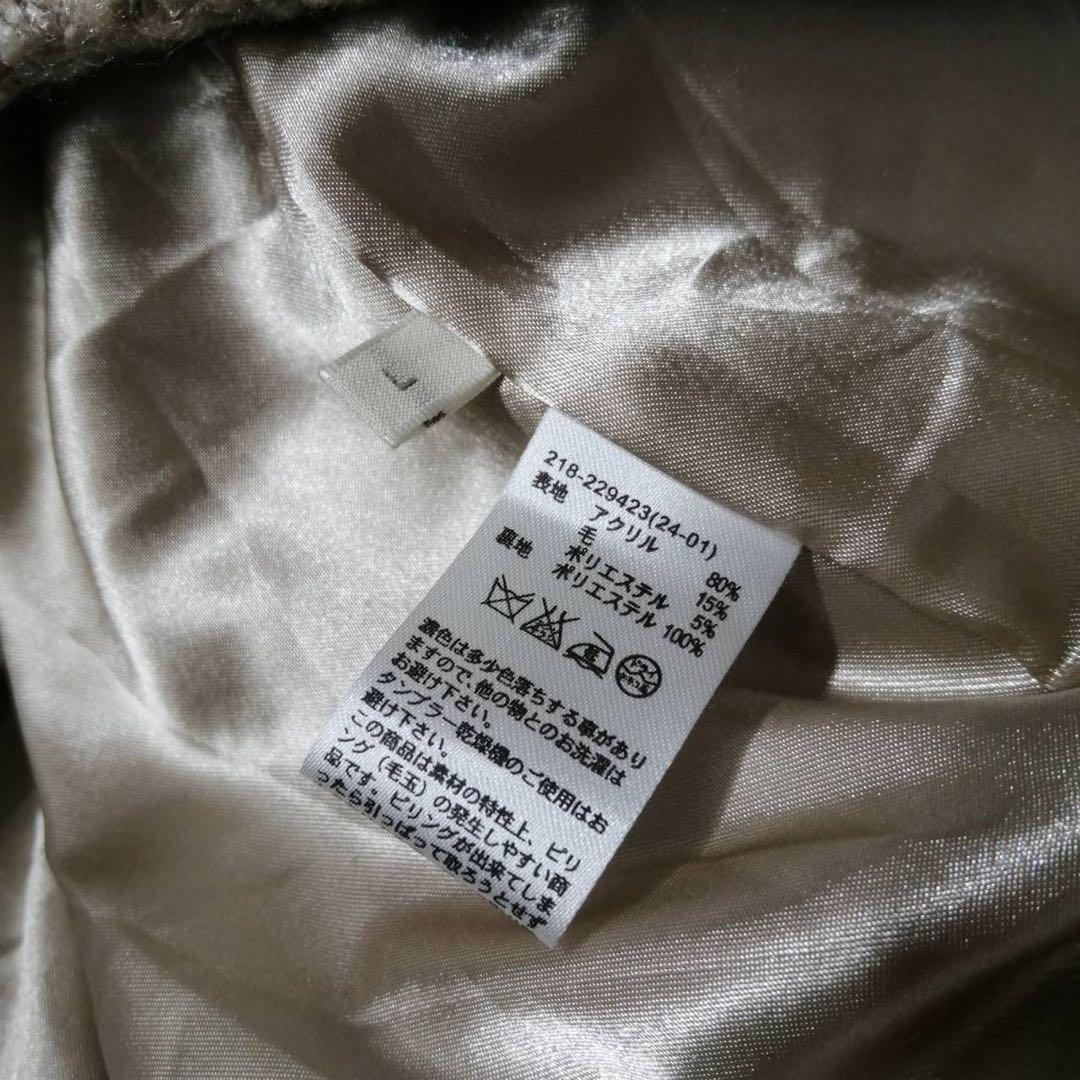 L
218-229423(24-01)
表地 アクリル 80%
毛 15%
ポリエステル 5%
裏地 ポリエステル 100%
濃色は多少色落ちする事があり
ますので、他の物とのお洗濯は
お避け下さい。
タンブラー乾燥機のご使用はお
避け下さい。
この商品は素材の特性上、ピリ
ング（毛玉）の発生しやすい商
品です。ピリングが出来てしま
ったら引っぱって取ろうとせず